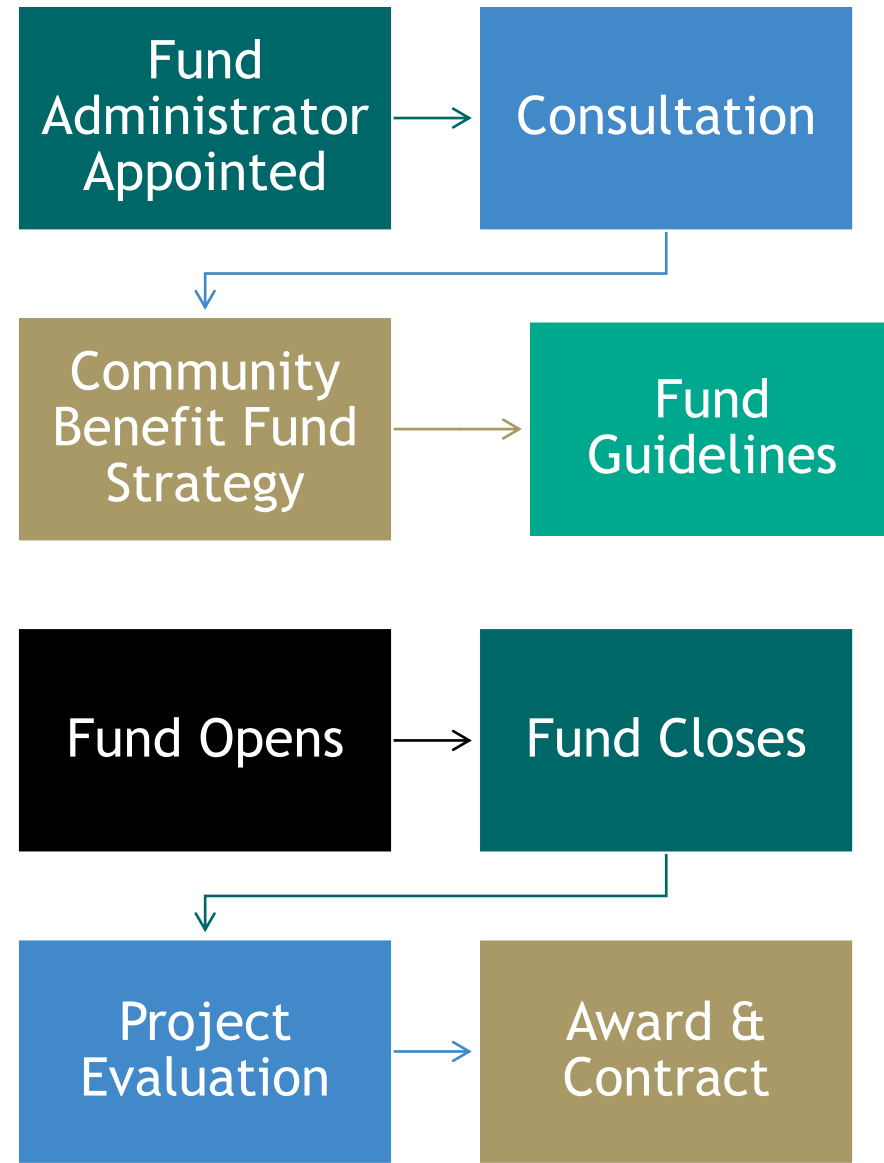 Fund
Administrator
Appointed
Consultation
Community
Benefit Fund
Strategy
Fund
Guidelines
Fund Opens
Fund Closes
Project
Evaluation
Award &
Contract